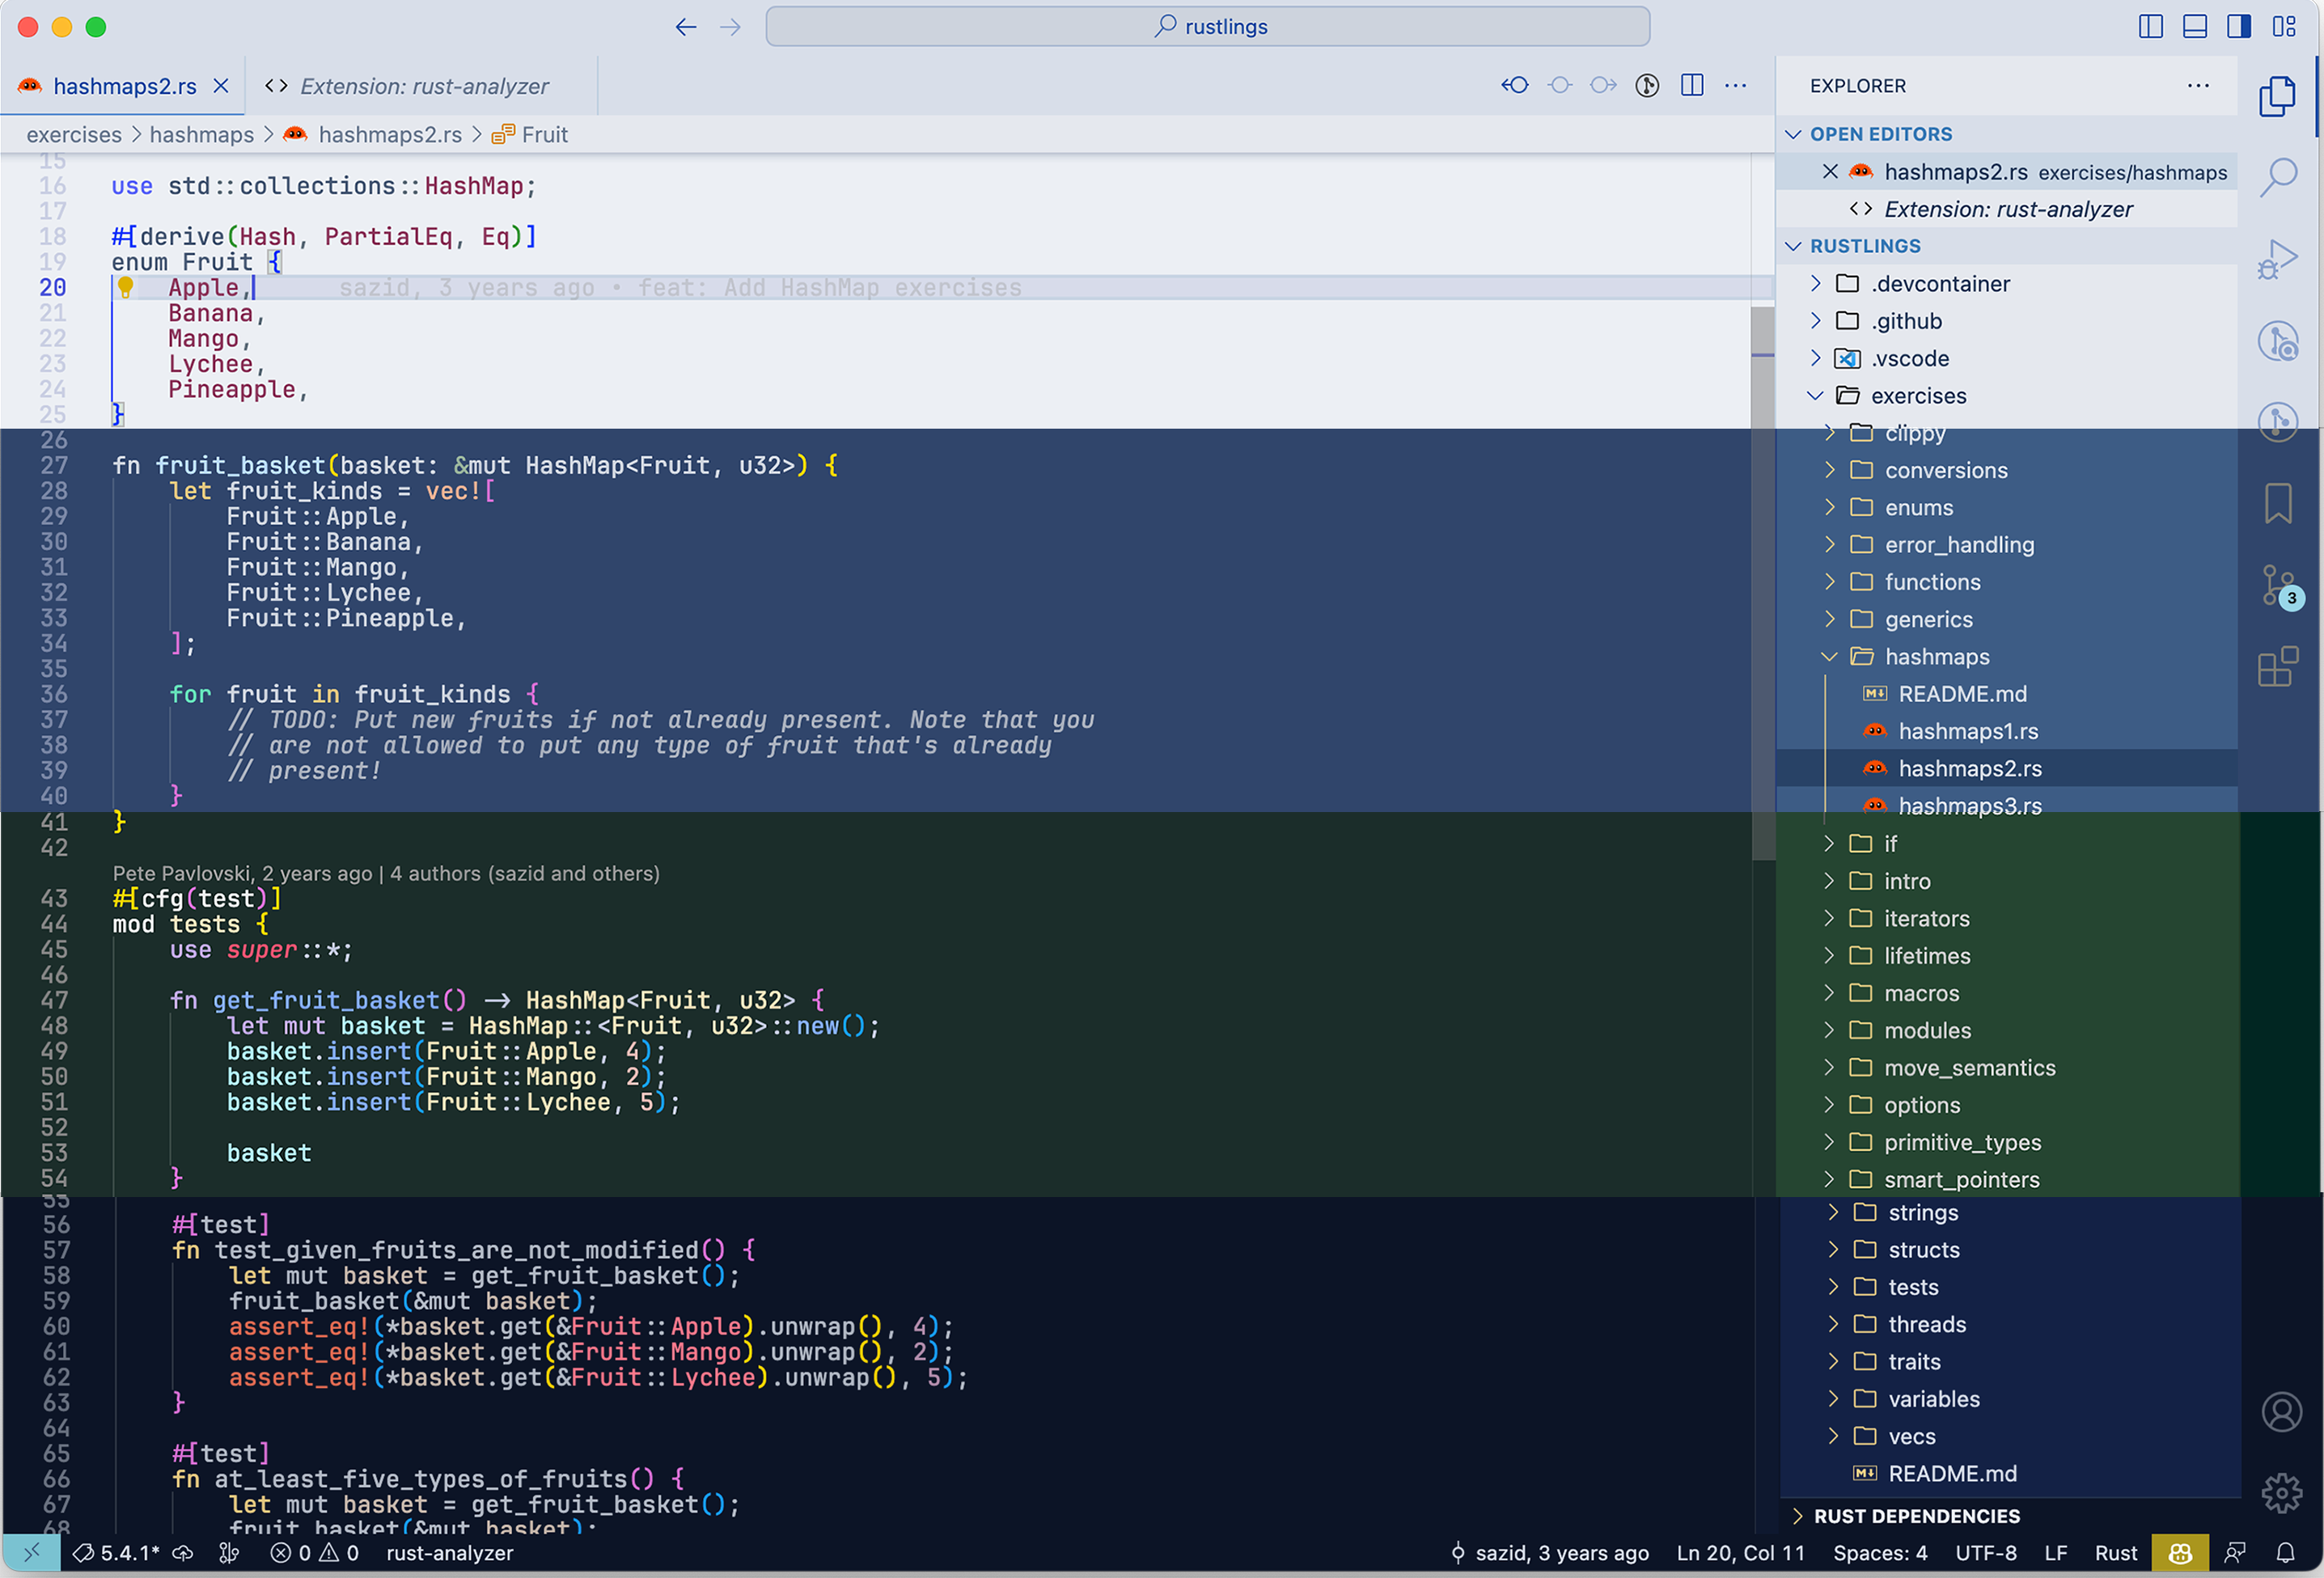 rustlings
hashmaps2.rs
Extension: rust-analyzer
exercises > hashmaps > hashmaps2.rs > Fruit
15
16 use std::collections::HashMap;
17
18 #[derive(Hash, PartialEq, Eq)]
19 enum Fruit {
20 Apple, sazid, 3 years ago • feat: Add HashMap exercises
21 Banana,
22 Mango,
23 Lychee,
24 Pineapple,
25 }
26
27 fn fruit_basket(basket: &mut HashMap<Fruit, u32>) {
28 let fruit_kinds = vec![
29 Fruit::Apple,
30 Fruit::Banana,
31 Fruit::Mango,
32 Fruit::Lychee,
33 Fruit::Pineapple,
34 ];
35
36 for fruit in fruit_kinds {
37 // TODO: Put new fruits if not already present. Note that you
38 // are not allowed to put any type of fruit that's already
39 // present!
40 }
41 }
42
Pete Pavlovski, 2 years ago | 4 authors (sazid and others)
43 #[cfg(test)]
44 mod tests {
45 use super::*;
46
47 fn get_fruit_basket() -> HashMap<Fruit, u32> {
48 let mut basket = HashMap::<Fruit, u32>::new();
49 basket.insert(Fruit::Apple, 4);
50 basket.insert(Fruit::Mango, 2);
51 basket.insert(Fruit::Lychee, 5);
52
53 basket
54 }
55
56 #[test]
57 fn test_given_fruits_are_not_modified() {
58 let mut basket = get_fruit_basket();
59 fruit_basket(&mut basket);
60 assert_eq!(*basket.get(&Fruit::Apple).unwrap(), 4);
61 assert_eq!(*basket.get(&Fruit::Mango).unwrap(), 2);
62 assert_eq!(*basket.get(&Fruit::Lychee).unwrap(), 5);
63 }
64
65 #[test]
66 fn at_least_five_types_of_fruits() {
67 let mut basket = get_fruit_basket();
68 fruit_basket(&mut basket);
EXPLORER
OPEN EDITORS
hashmaps2.rs exercises/hashmaps
Extension: rust-analyzer
RUSTLINGS
.devcontainer
.github
.vscode
exercises
clippy
conversions
enums
error_handling
functions
generics
hashmaps
README.md
hashmaps1.rs
hashmaps2.rs
hashmaps3.rs
if
intro
iterators
lifetimes
macros
modules
move_semantics
options
primitive_types
smart_pointers
strings
structs
tests
threads
traits
variables
vecs
README.md
RUST DEPENDENCIES
3
5.4.1* 0 0 rust-analyzer
sazid, 3 years ago Ln 20, Col 11 Spaces: 4 UTF-8 LF Rust